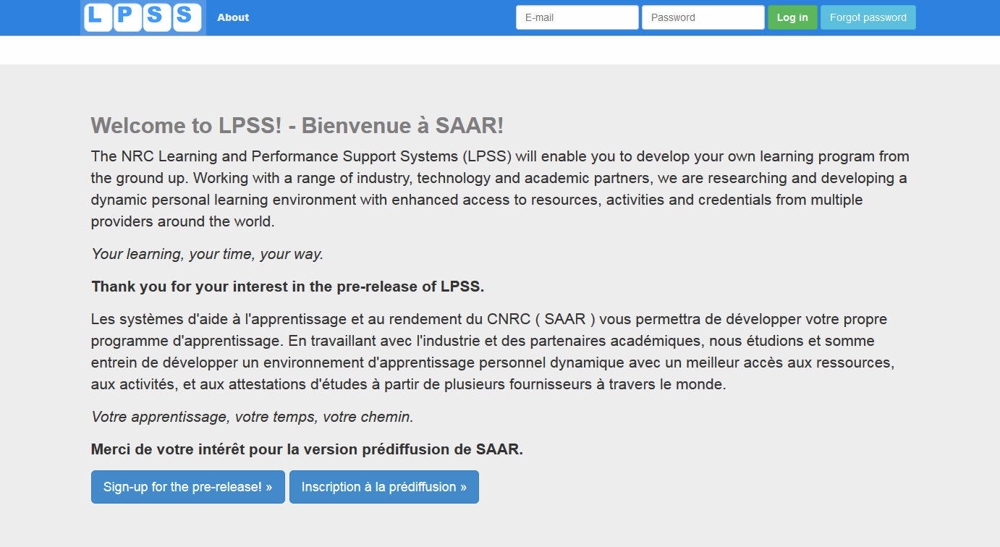 L P S S About E-mail Password Log in Forgot password
Welcome to LPSS! - Bienvenue à SAAR!
The NRC Learning and Performance Support Systems (LPSS) will enable you to develop your own learning program from
the ground up. Working with a range of industry, technology and academic partners, we are researching and developing a
dynamic personal learning environment with enhanced access to resources, activities and credentials from multiple
providers around the world.
Your learning, your time, your way.
Thank you for your interest in the pre-release of LPSS.
Les systèmes d'aide à l'apprentissage et au rendement du CNRC ( SAAR ) vous permettra de développer votre propre
programme d'apprentissage. En travaillant avec l'industrie et des partenaires académiques, nous étudions et somme
entrein de développer un environnement d'apprentissage personnel dynamique avec un meilleur accès aux ressources,
aux activités, et aux attestations d'études à partir de plusieurs fournisseurs à travers le monde.
Votre apprentissage, votre temps, votre chemin.
Merci de votre intérêt pour la version prédiffusion de SAAR.
Sign-up for the pre-release! » Inscription à la prédiffusion »